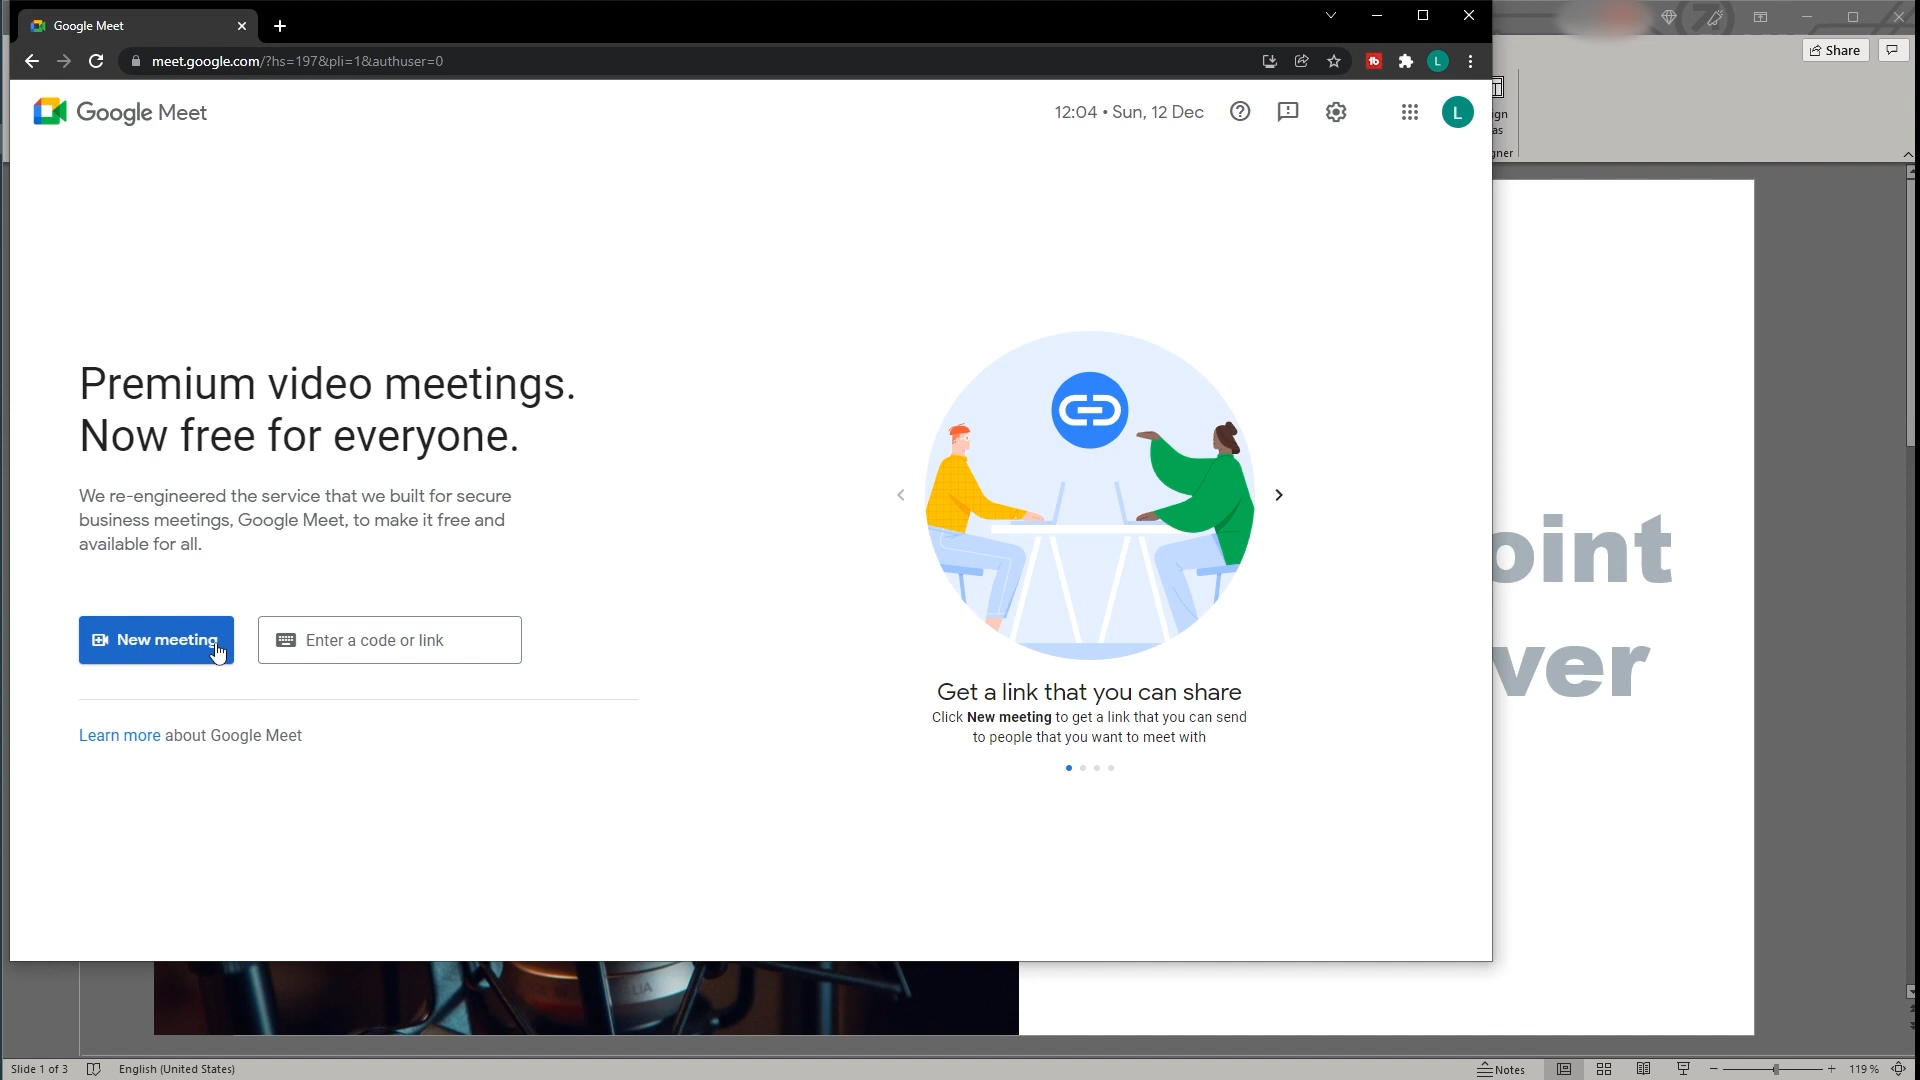 Google Meet
meet.google.com/?hs=197&pli=1&authuser=0
L
Share
Google Meet
12:04 • Sun, 12 Dec
L
Premium video meetings.
Now free for everyone.
We re-engineered the service that we built for secure
business meetings, Google Meet, to make it free and
available for all.
New meeting
Enter a code or link
Learn more about Google Meet
Get a link that you can share
Click New meeting to get a link that you can send
to people that you want to meet with
oint
ver
Slide 1 of 3
English (United States)
Notes
119 %